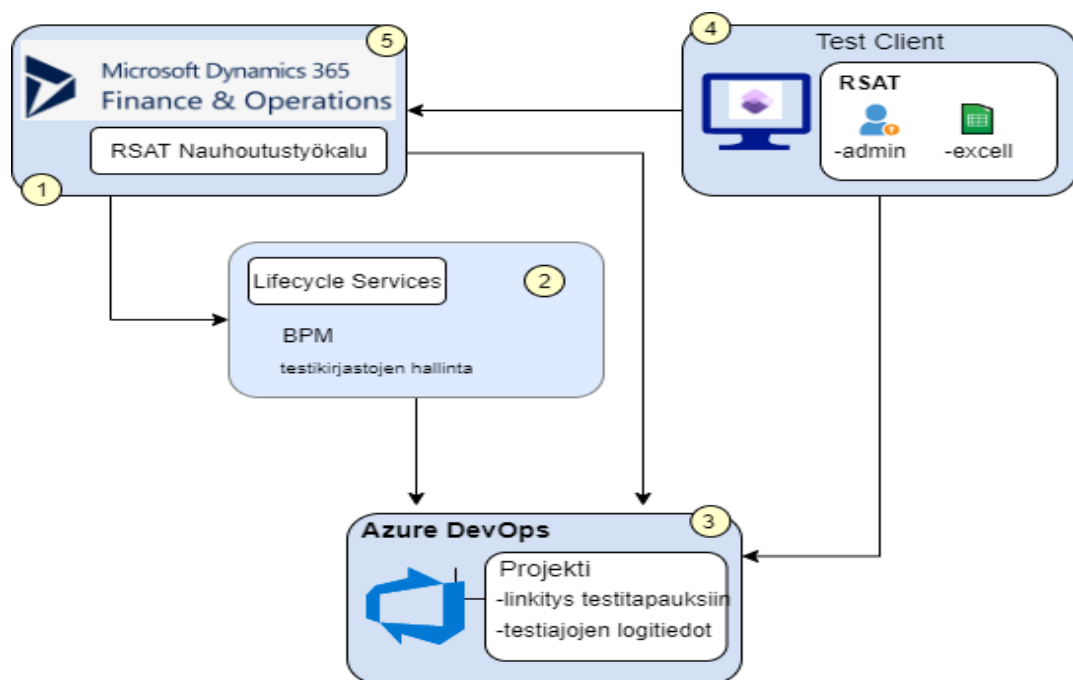 5
Microsoft Dynamics 365
Finance & Operations
RSAT Nauhoutustyökalu
1
4
Test Client
RSAT
-admin
-excell
Lifecycle Services
2
BPM
testikirjastojen hallinta
3
Azure DevOps
Projekti
-linkitys testitapauksiin
-testiajojen logitiedot